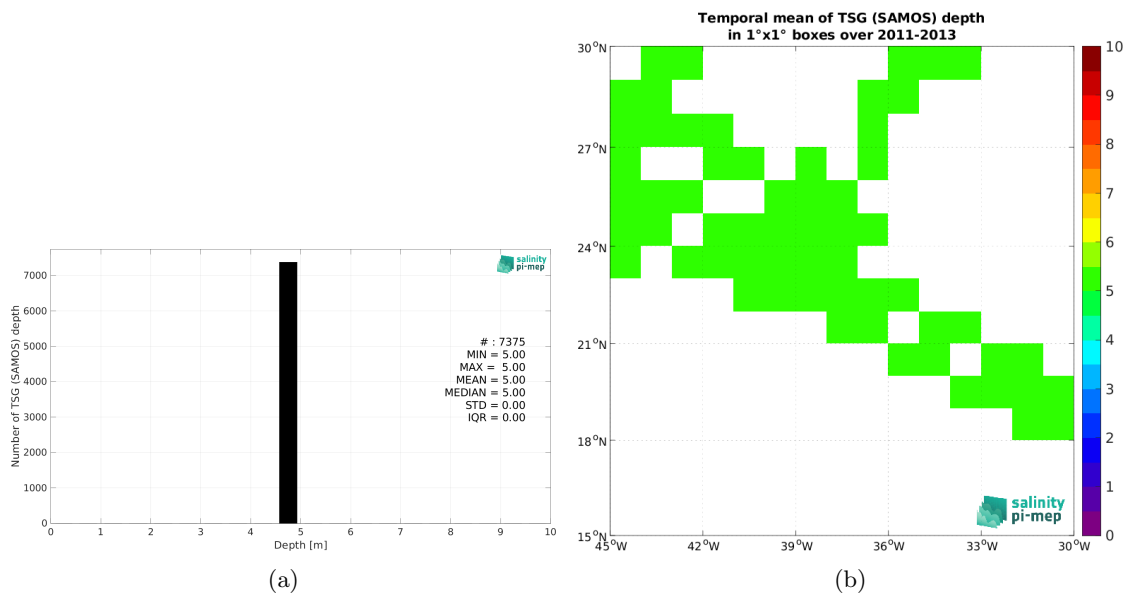 Number of TSG (SAMOS) depth
7000
6000
5000
4000
3000
2000
1000
0
salinity
pi-mep
# : 7375
MIN = 5.00
MAX = 5.00
MEAN = 5.00
MEDIAN = 5.00
STD = 0.00
IQR = 0.00
0 1 2 3 4 5 6 7 8 9 10
Depth [m]
(a)
Temporal mean of TSG (SAMOS) depth
in 1°x1° boxes over 2011-2013
30°N
27°N
24°N
21°N
18°N
15°N
45°W 42°W 39°W 36°W 33°W 30°W
salinity
pi-mep
10
9
8
7
6
5
4
3
2
1
0
(b)